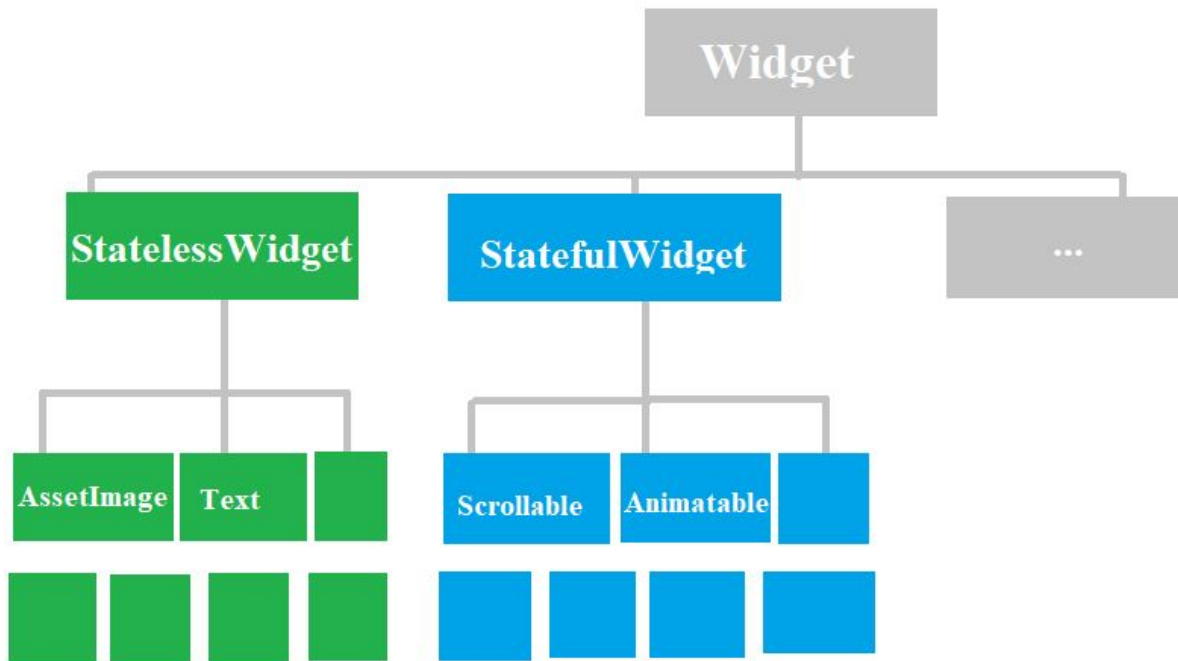 Widget
StatelessWidget
StatefulWidget
...
AssetImage
Text
Scrollable
Animatable